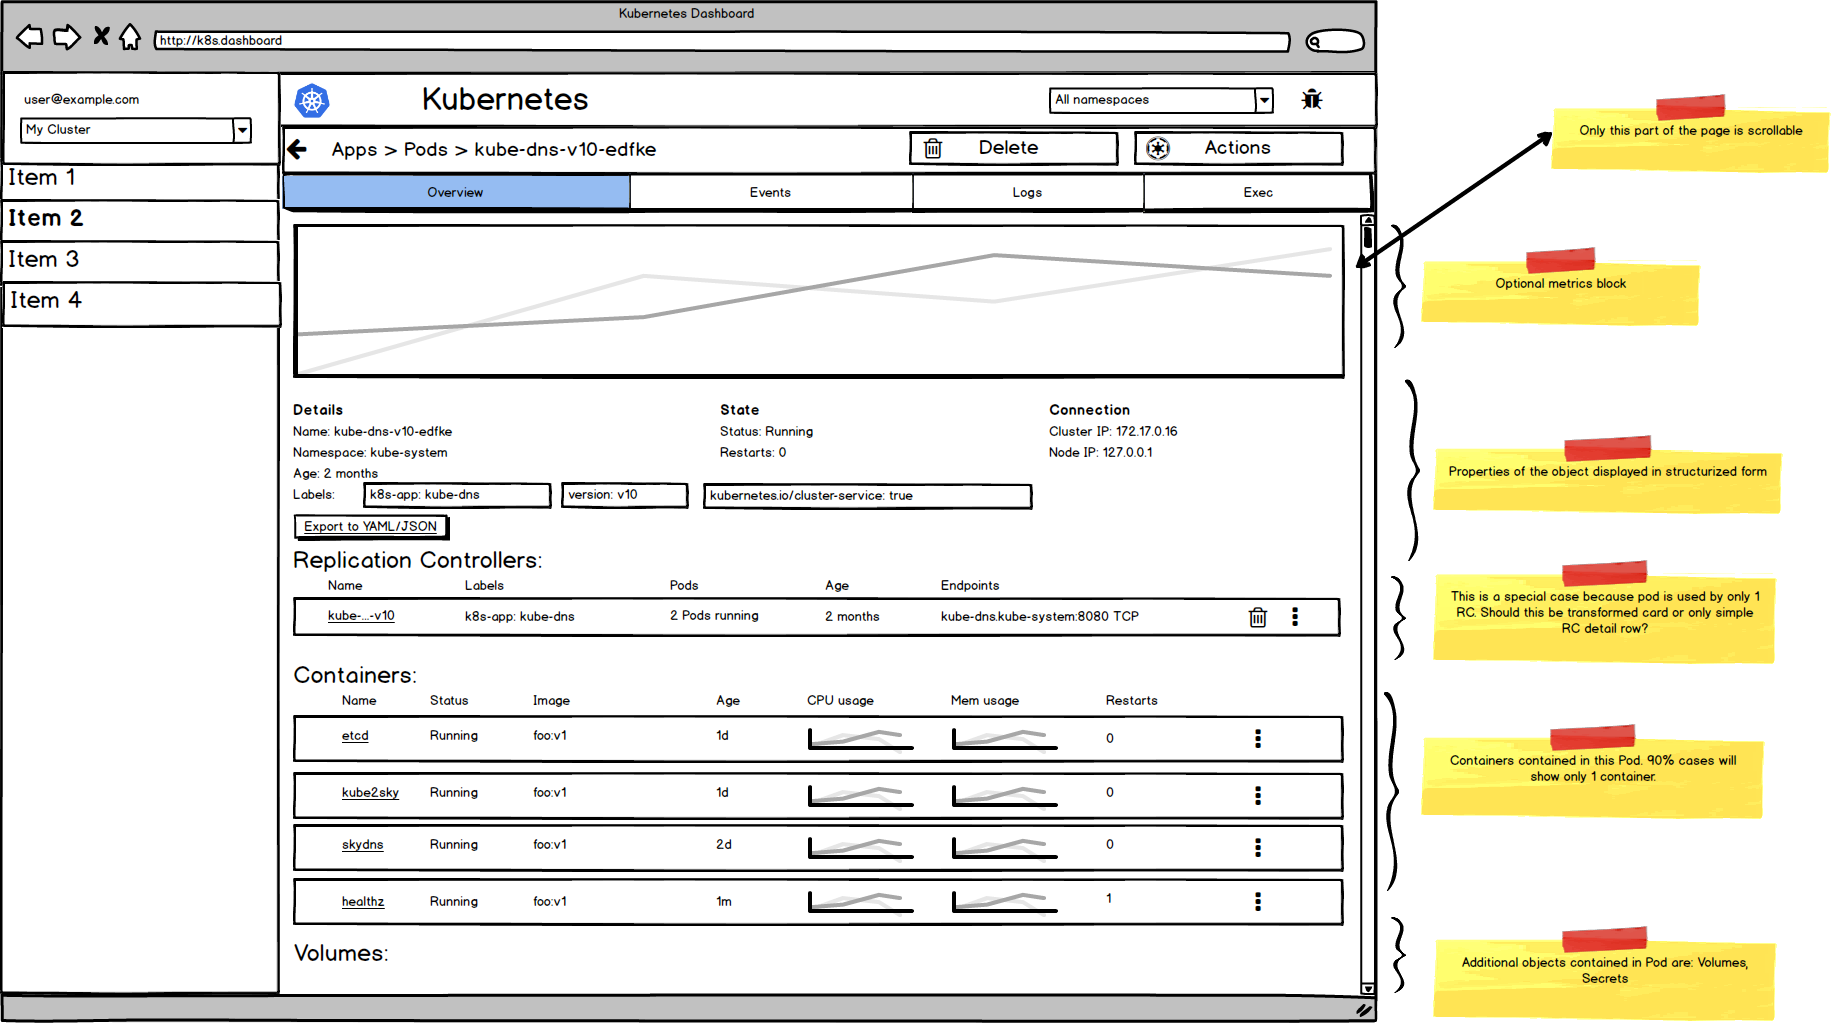 Kubernetes Dashboard
http://k8s.dashboard
user@example.com
My Cluster
Item 1
Item 2
Item 3
Item 4
Kubernetes
All namespaces
Apps > Pods > kube-dns-v10-edfke
Delete
Actions
Overview
Events
Logs
Exec
Details
Name: kube-dns-v10-edfke
Namespace: kube-system
Age: 2 months
Labels:
k8s-app: kube-dns
version: v10
kubernetes.io/cluster-service: true
Export to YAML/JSON
State
Status: Running
Restarts: 0
Connection
Cluster IP: 172.17.0.16
Node IP: 127.0.0.1
Replication Controllers:
Name Labels Pods Age Endpoints
kube-...-v10 k8s-app: kube-dns 2 Pods running 2 months kube-dns.kube-system:8080 TCP
Containers:
Name Status Image Age CPU usage Mem usage Restarts
etcd Running foo:v1 1d 0
kube2sky Running foo:v1 1d 0
skydns Running foo:v1 2d 0
healthz Running foo:v1 1m 1
Volumes:
Only this part of the page is scrollable
Optional metrics block
Properties of the object displayed in structurized form
This is a special case because pod is used by only 1
RC. Should this be transformed card or only simple
RC detail row?
Containers contained in this Pod. 90% cases will
show only 1 container.
Additional objects contained in Pod are: Volumes,
Secrets